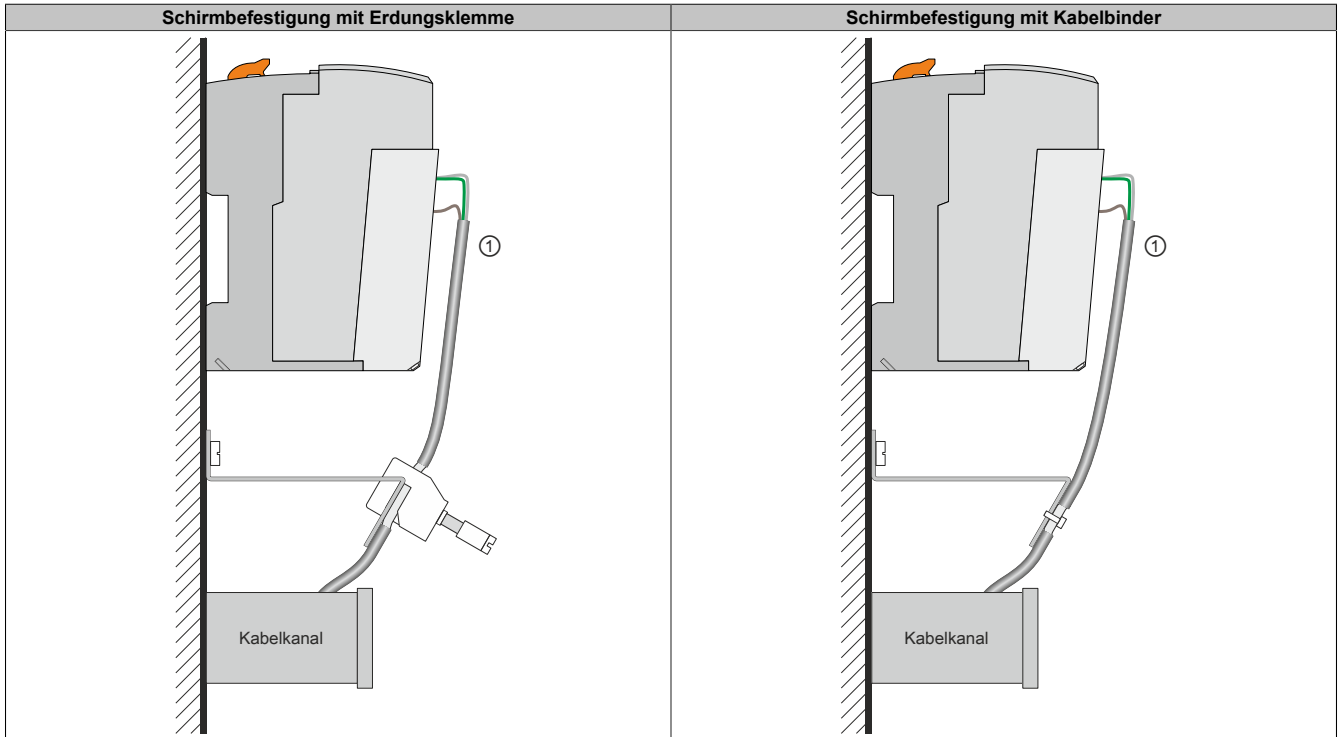 Schirmbefestigung mit Erdungsklemme
Schirmbefestigung mit Kabelbinder
①
①
Kabelkanal
Kabelkanal